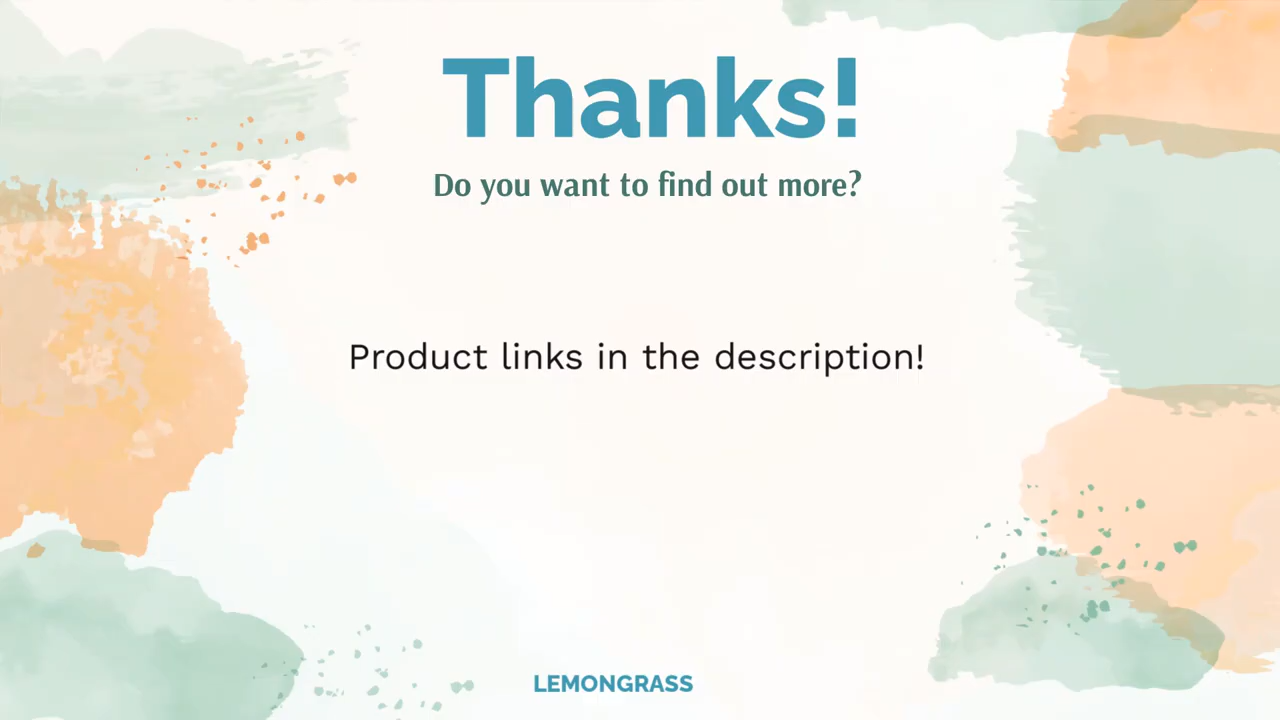 Thanks!
Do you want to find out more?
Product links in the description!
LEMONGRASS